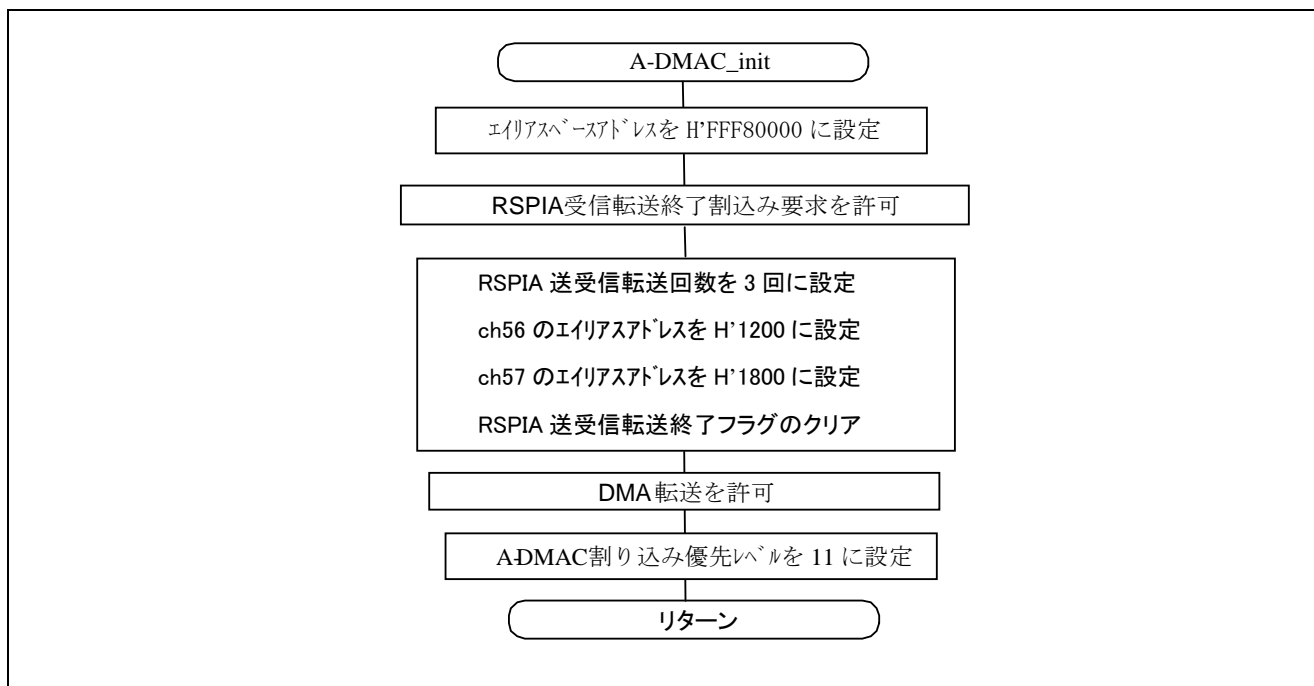 A-DMAC_init
ｴｲﾘｱｽﾍﾞｰｽｱﾄﾞﾚｽを H’FFF80000 に設定
RSPIA受信転送終了割込み要求を許可
RSPIA 送受信転送回数を 3 回に設定
ch56 のｴｲﾘｱｽｱﾄﾞﾚｽを H’1200 に設定
ch57 のｴｲﾘｱｽｱﾄﾞﾚｽを H’1800 に設定
RSPIA 送受信転送終了フラグのクリア
DMA 転送を許可
A-DMAC割り込み優先ﾚﾍﾞﾙを 11 に設定
リターン